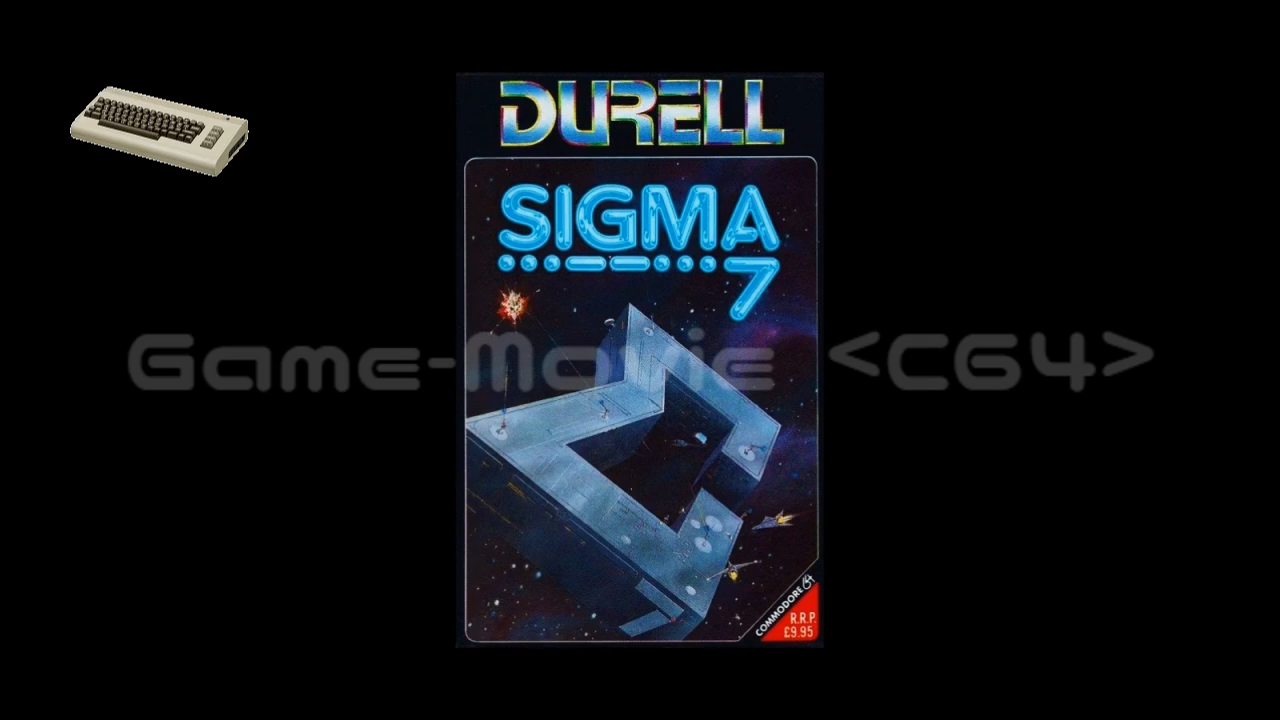 DURELL
SIGMA
7
Game-Movie <C64>
COMMODORE 64
R.R.P.
£9.95